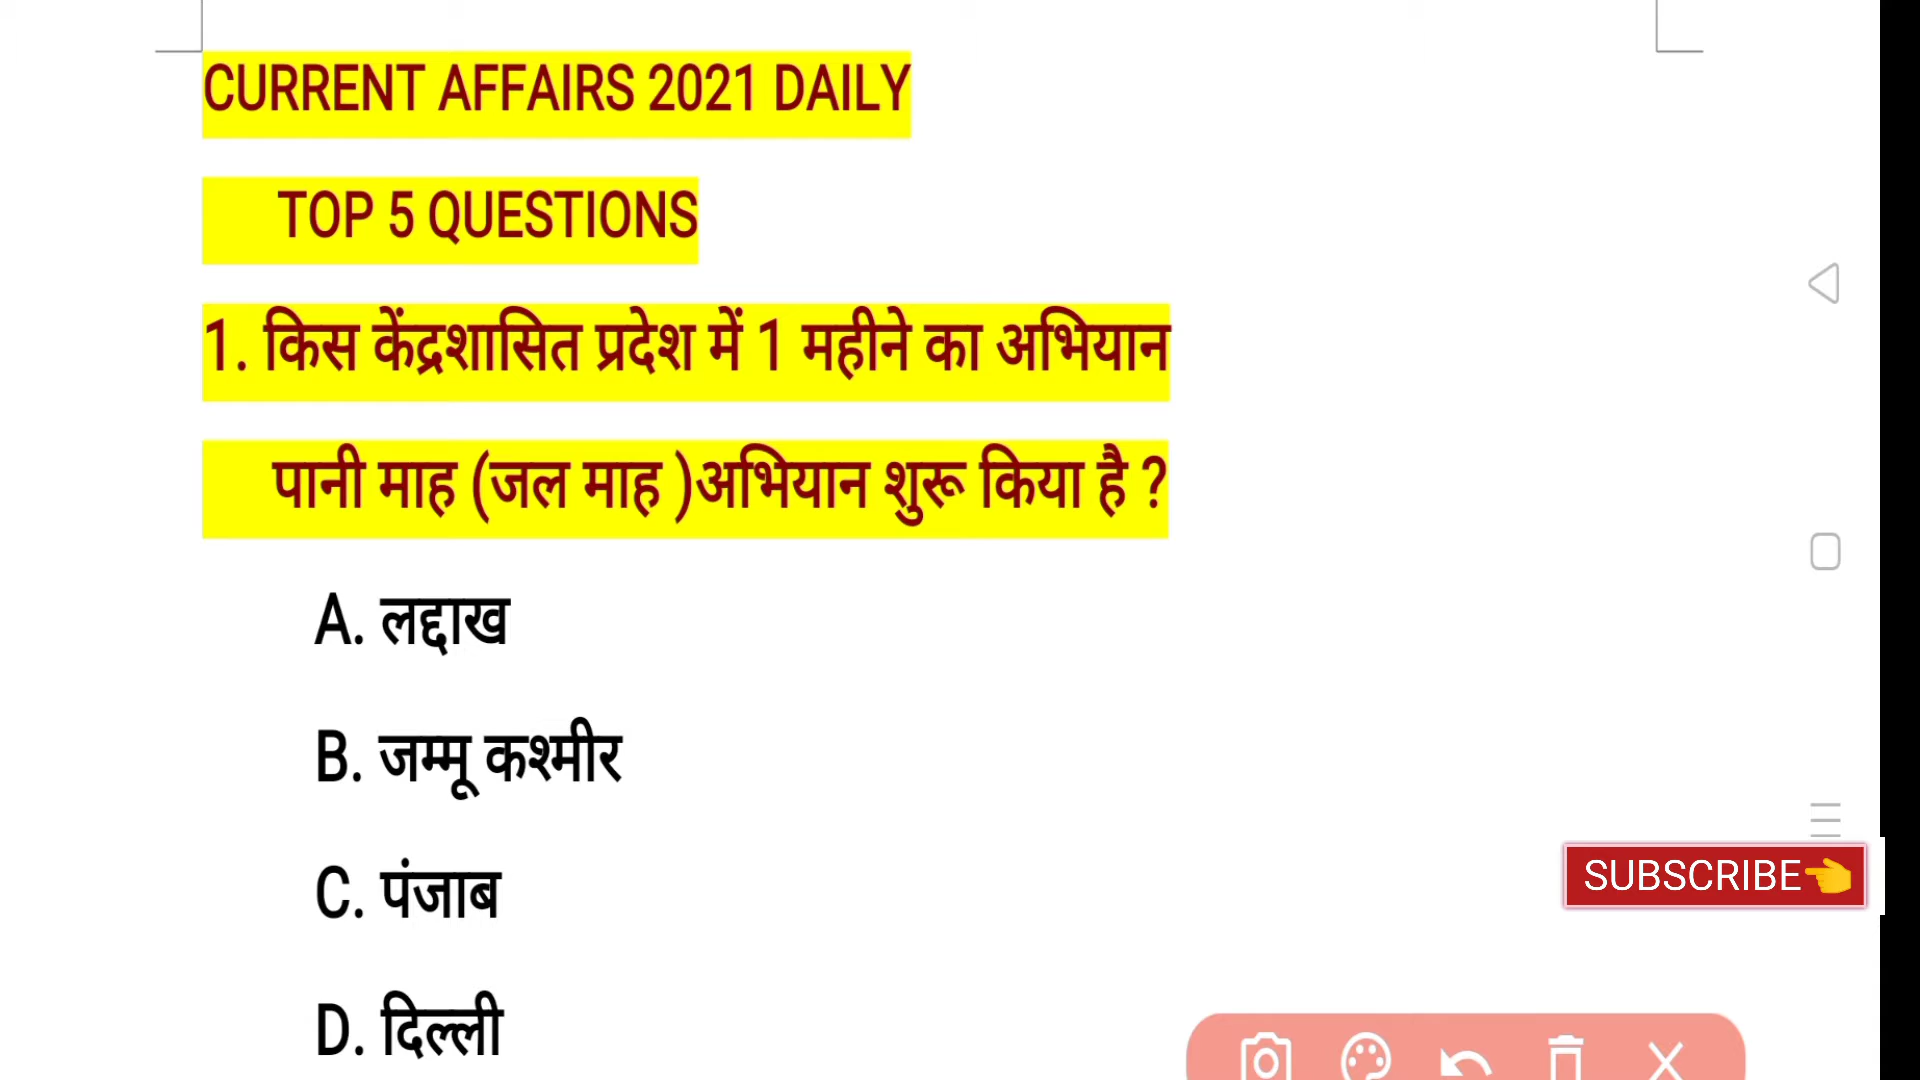 CURRENT AFFAIRS 2021 DAILY
TOP 5 QUESTIONS
1. किस केंद्रशासित प्रदेश में 1 महीने का अभियान
पानी माह (जल माह )अभियान शुरू किया है ?
A. लद्दाख
B. जम्मू कश्मीर
C. पंजाब
SUBSCRIBE👈
D. दिल्ली